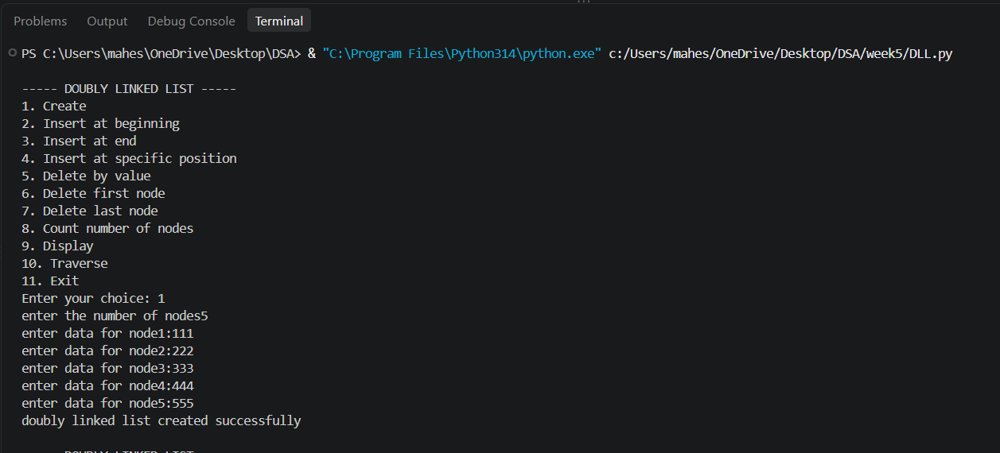 Problems Output Debug Console Terminal
PS C:\Users\mahes\OneDrive\Desktop\DSA> & "C:\Program Files\Python314\python.exe" c:/Users/mahes/OneDrive/Desktop/DSA/week5/DLL.py
----- DOUBLY LINKED LIST -----
1. Create
2. Insert at beginning
3. Insert at end
4. Insert at specific position
5. Delete by value
6. Delete first node
7. Delete last node
8. Count number of nodes
9. Display
10. Traverse
11. Exit
Enter your choice: 1
enter the number of nodes5
enter data for node1:111
enter data for node2:222
enter data for node3:333
enter data for node4:444
enter data for node5:555
doubly linked list created successfully
----- DOUBLY LINKED LIST -----